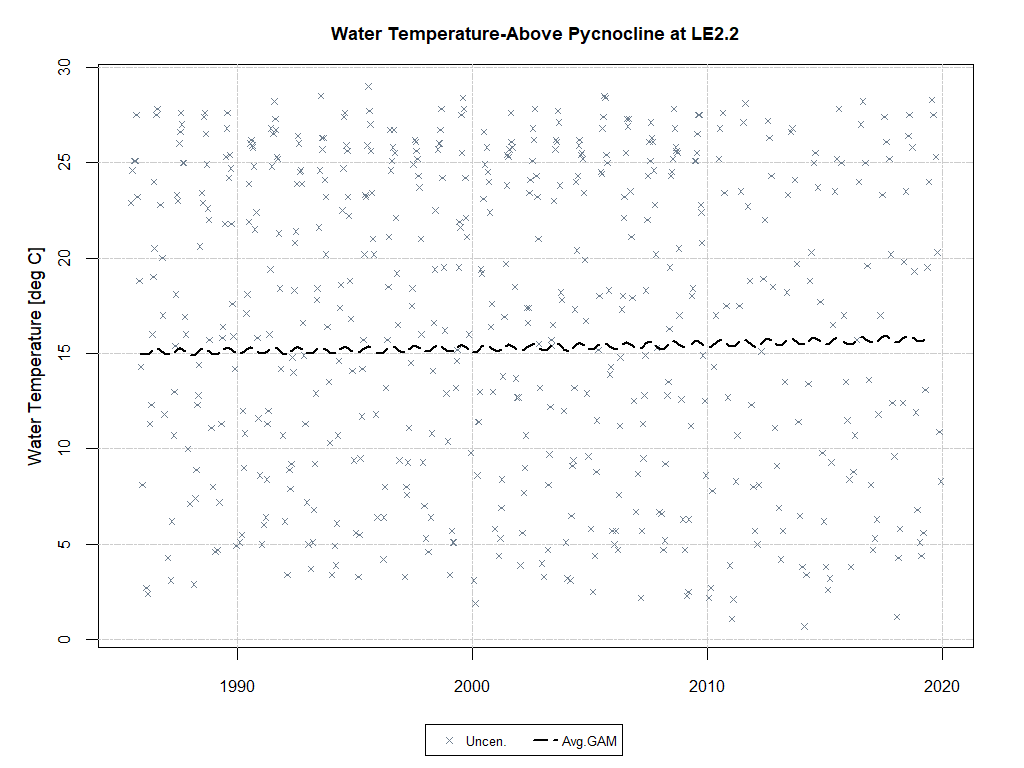 Water Temperature-Above Pycnocline at LE2.2
Water Temperature [deg C]
30
25
20
15
10
5
0
1990
2000
2010
2020
Uncen.
Avg.GAM